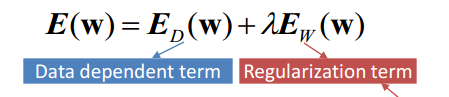 E(w) = E_D(w) + λE_W(w)
Data dependent term Regularization term